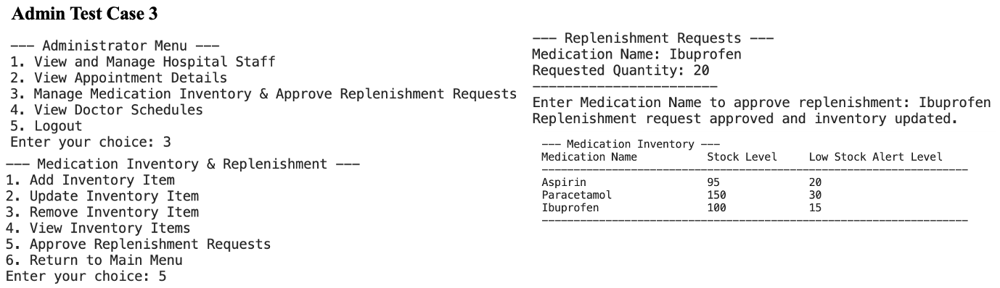 Admin Test Case 3
--- Administrator Menu ---
1. View and Manage Hospital Staff
2. View Appointment Details
3. Manage Medication Inventory & Approve Replenishment Requests
4. View Doctor Schedules
5. Logout
Enter your choice: 3
--- Medication Inventory & Replenishment ---
1. Add Inventory Item
2. Update Inventory Item
3. Remove Inventory Item
4. View Inventory Items
5. Approve Replenishment Requests
6. Return to Main Menu
Enter your choice: 5
--- Replenishment Requests ---
Medication Name: Ibuprofen
Requested Quantity: 20
-----------------------
Enter Medication Name to approve replenishment: Ibuprofen
Replenishment request approved and inventory updated.
--- Medication Inventory ---
Medication Name Stock Level Low Stock Alert Level
------------------------------------------------------------------
Aspirin 95 20
Paracetamol 150 30
Ibuprofen 100 15
------------------------------------------------------------------